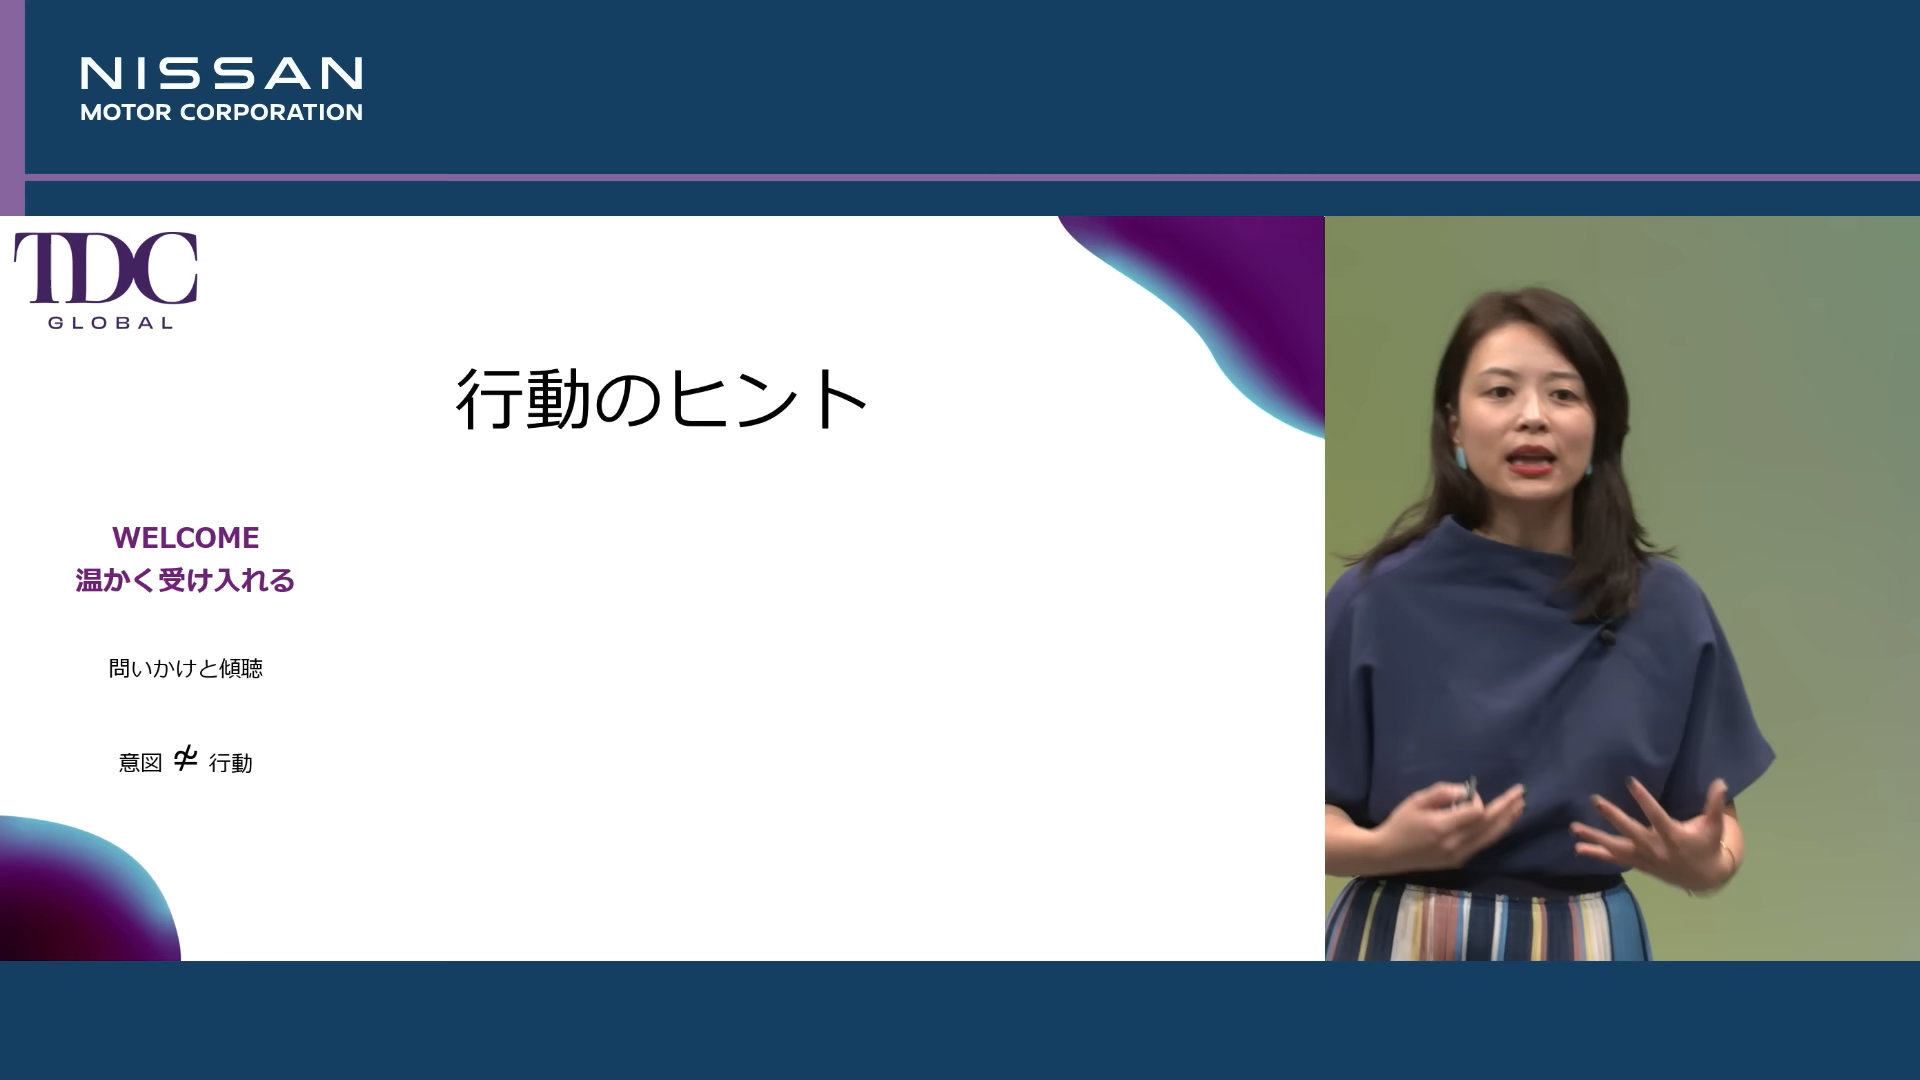 NISSAN
MOTOR CORPORATION
TDC
GLOBAL
行動のヒント
WELCOME
温かく受け入れる
問いかけと傾聴
意図 ≉ 行動